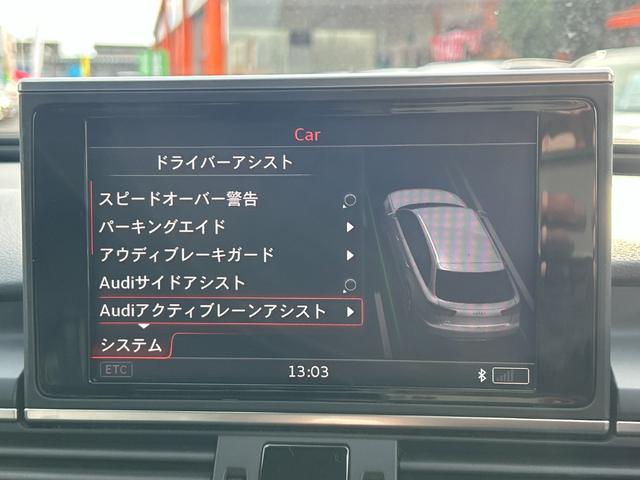 Car
ドライバーアシスト
スピードオーバー警告
パーキングエイド
アウディブレーキガード
Audiサイドアシスト
Audiアクティブレーンアシスト
システム
ETC 13:03